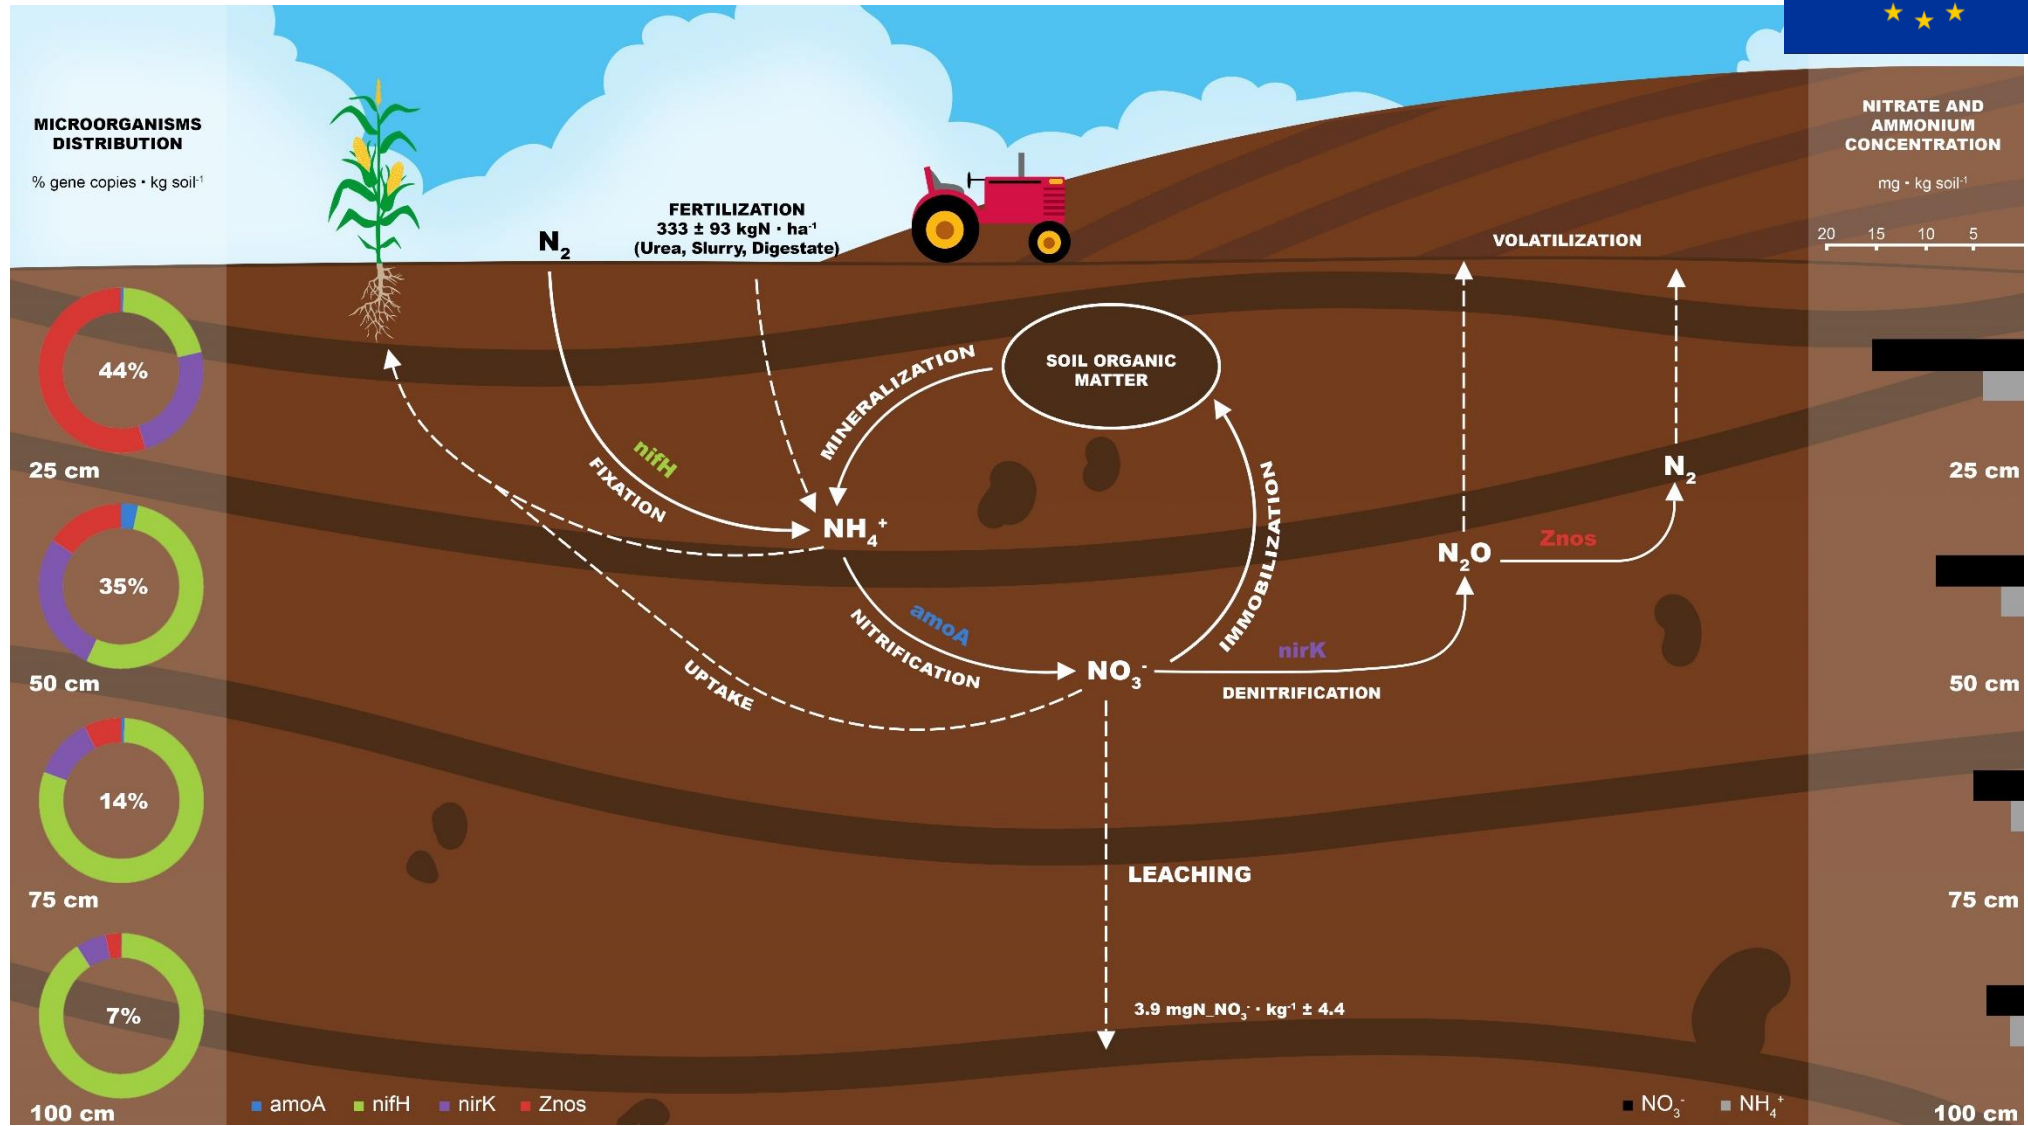 MICROORGANISMS
DISTRIBUTION
% gene copies • kg soil⁻¹
44%
25 cm
35%
50 cm
14%
75 cm
7%
100 cm
N₂
FERTILIZATION
333 ± 93 kgN · ha⁻¹
(Urea, Slurry, Digestate)
VOLATILIZATION
SOIL ORGANIC
MATTER
MINERALIZATION
nifH
FIXATION
NH₄⁺
IMMOBILIZATION
amoA
NITRIFICATION
UPTAKE
NO₃⁻
nirK
DENITRIFICATION
N₂O
Znos
N₂
LEACHING
3.9 mgN_NO₃⁻ · kg⁻¹ ± 4.4
amoA nifH nirK Znos
NITRATE AND
AMMONIUM
CONCENTRATION
mg • kg soil⁻¹
20 15 10 5
25 cm
50 cm
75 cm
100 cm
NO₃⁻ NH₄⁺